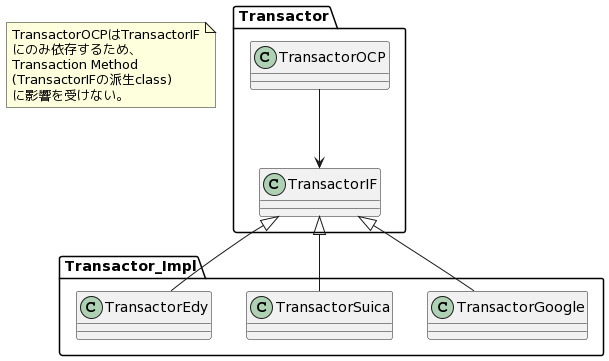 TransactorOCPはTransactorIF
にのみ依存するため、
Transaction Method
(TransactorIFの派生class)
に影響を受けない。
Transactor
C TransactorOCP
C TransactorIF
Transactor_Impl
C TransactorEdy
C TransactorSuica
C TransactorGoogle